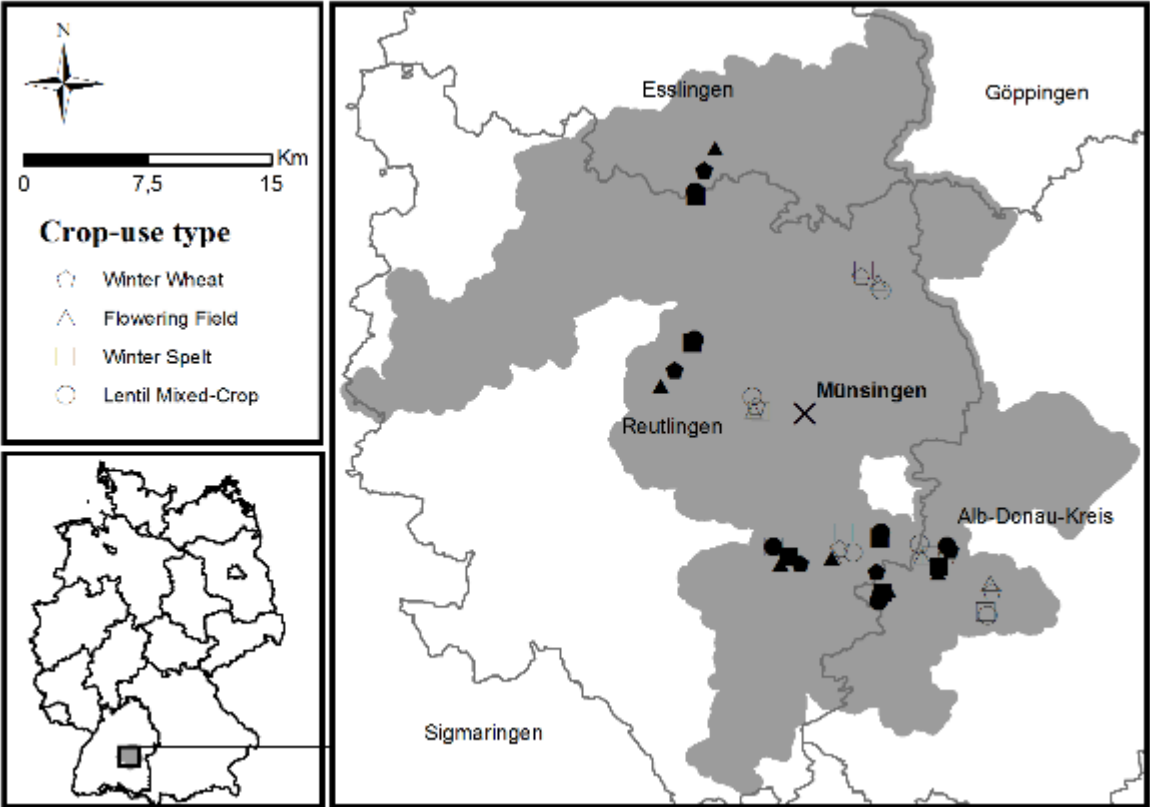 N
Km
0 7,5 15
Crop-use type
Winter Wheat
Flowering Field
Winter Spelt
Lentil Mixed-Crop
Esslingen
Göppingen
Münsingen
Reutlingen
Alb-Donau-Kreis
Sigmaringen